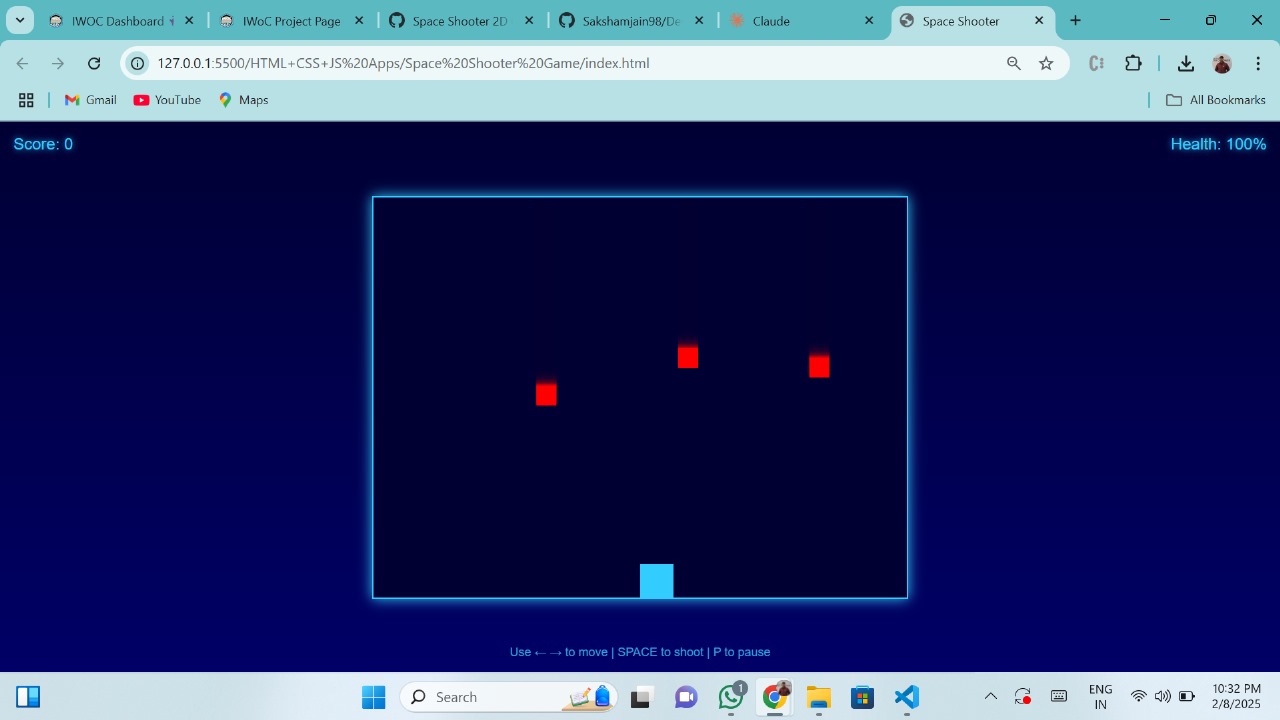 IWOC Dashboard
IWoC Project Page
Space Shooter 2D
Sakshamjain98/De
Claude
Space Shooter
127.0.0.1:5500/HTML+CSS+JS%20Apps/Space%20Shooter%20Game/index.html
Gmail
YouTube
Maps
All Bookmarks
Score: 0
Health: 100%
Use ← → to move | SPACE to shoot | P to pause
Search
1
ENG
IN
10:32 PM
2/8/2025